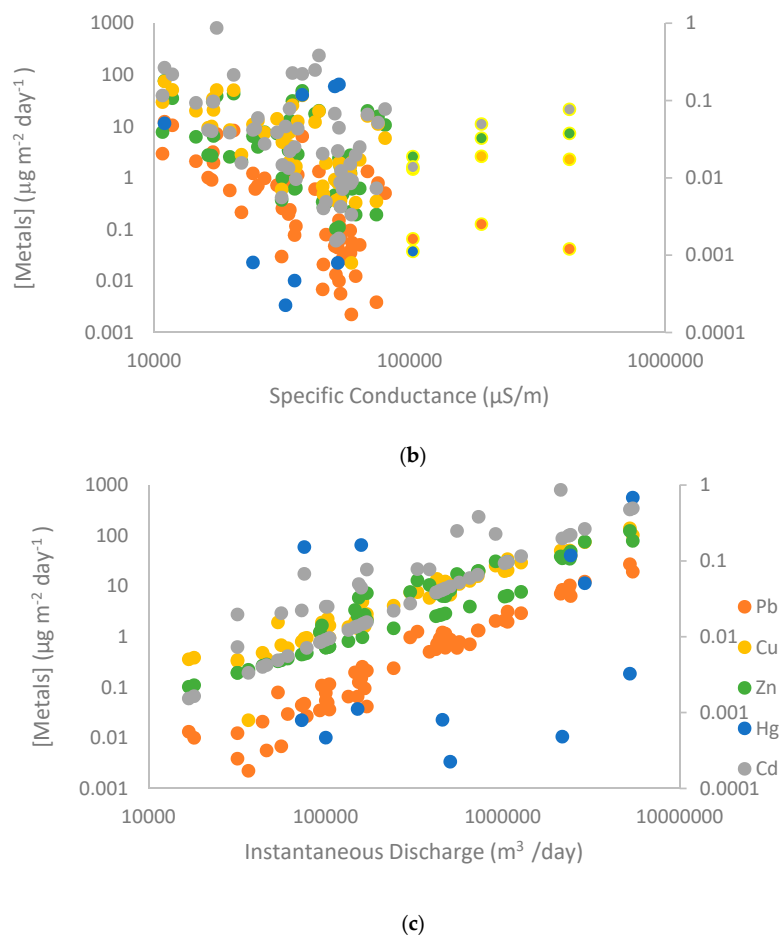 1000
100
10
1
0.1
0.01
0.001
[Metals] (µg m⁻² day⁻¹)
1
0.1
0.01
0.001
0.0001
10000 100000 1000000
Specific Conductance (µS/m)
(b)
1000
100
10
1
0.1
0.01
0.001
[Metals] (µg m⁻² day⁻¹)
1
0.1
0.01
0.001
0.0001
Pb
Cu
Zn
Hg
Cd
10000 100000 1000000 10000000
Instantaneous Discharge (m³ /day)
(c)